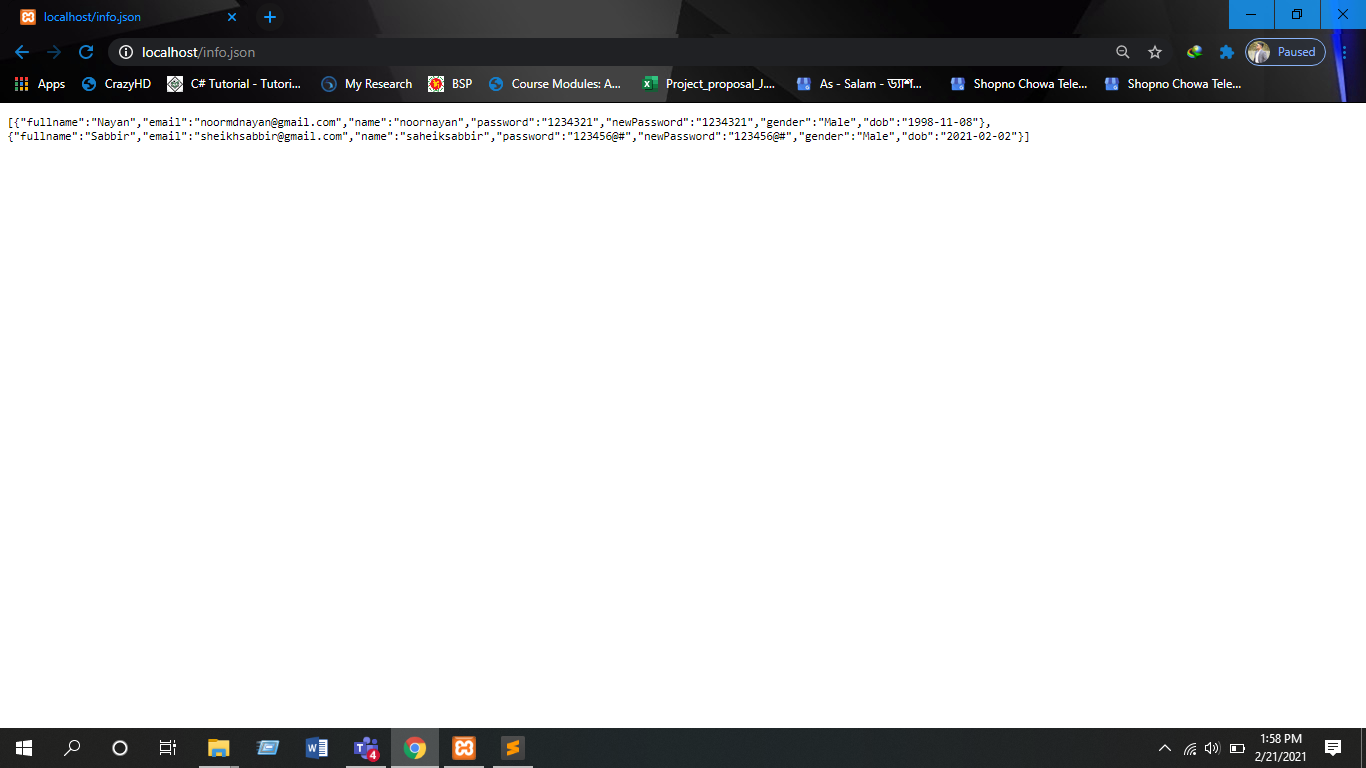 localhost/info.json
localhost/info.json
Paused
Apps
CrazyHD
C# Tutorial - Tutori...
My Research
BSP
Course Modules: A...
Project_proposal_J....
As - Salam - ড্যাশ...
Shopno Chowa Tele...
Shopno Chowa Tele...
[{"fullname":"Nayan","email":"noormdnayan@gmail.com","name":"noornayan","password":"1234321","newPassword":"1234321","gender":"Male","dob":"1998-11-08"},
{"fullname":"Sabbir","email":"sheikhsabbir@gmail.com","name":"saheiksabbir","password":"123456@#","newPassword":"123456@#","gender":"Male","dob":"2021-02-02"}]
4
1:58 PM
2/21/2021